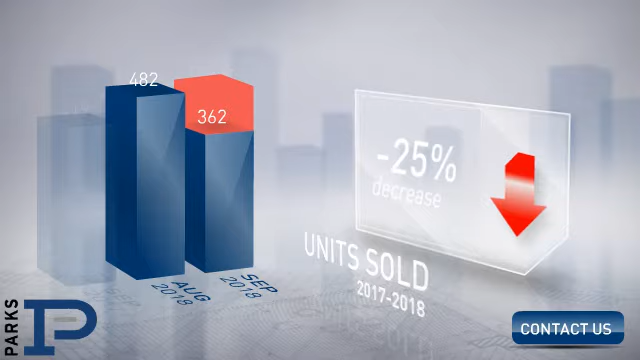 482
362
-25%
decrease
UNITS SOLD
2017-2018
AUG
2018
SEP
2018
PARKS
P
CONTACT US